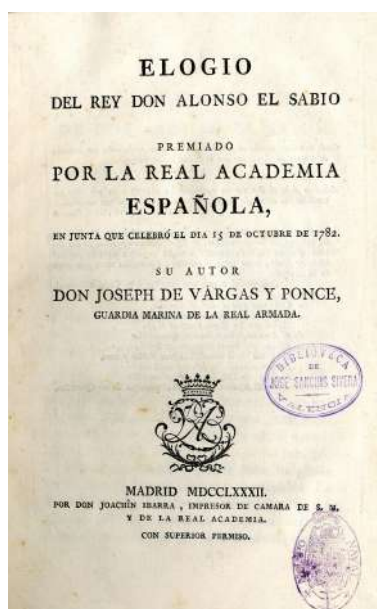 ELOGIO
DEL REY DON ALONSO EL SABIO
PREMIADO
POR LA REAL ACADEMIA
ESPAÑOLA,
EN JUNTA QUE CELEBRÓ EL DIA 15 DE OCTUBRE DE 1782.
SU AUTOR
DON JOSEPH DE VÁRGAS Y PONCE,
GUARDIA MARINA DE LA REAL ARMADA.
BIBLIOTECA
DE
JOSE SANCHIS SIVERA
VALENCIA
MADRID MDCCLXXXII.
POR DON JOACHÎN IBARRA, IMPRESOR DE CAMARA DE S. M.
Y DE LA REAL ACADEMIA.
CON SUPERIOR PERMISO.